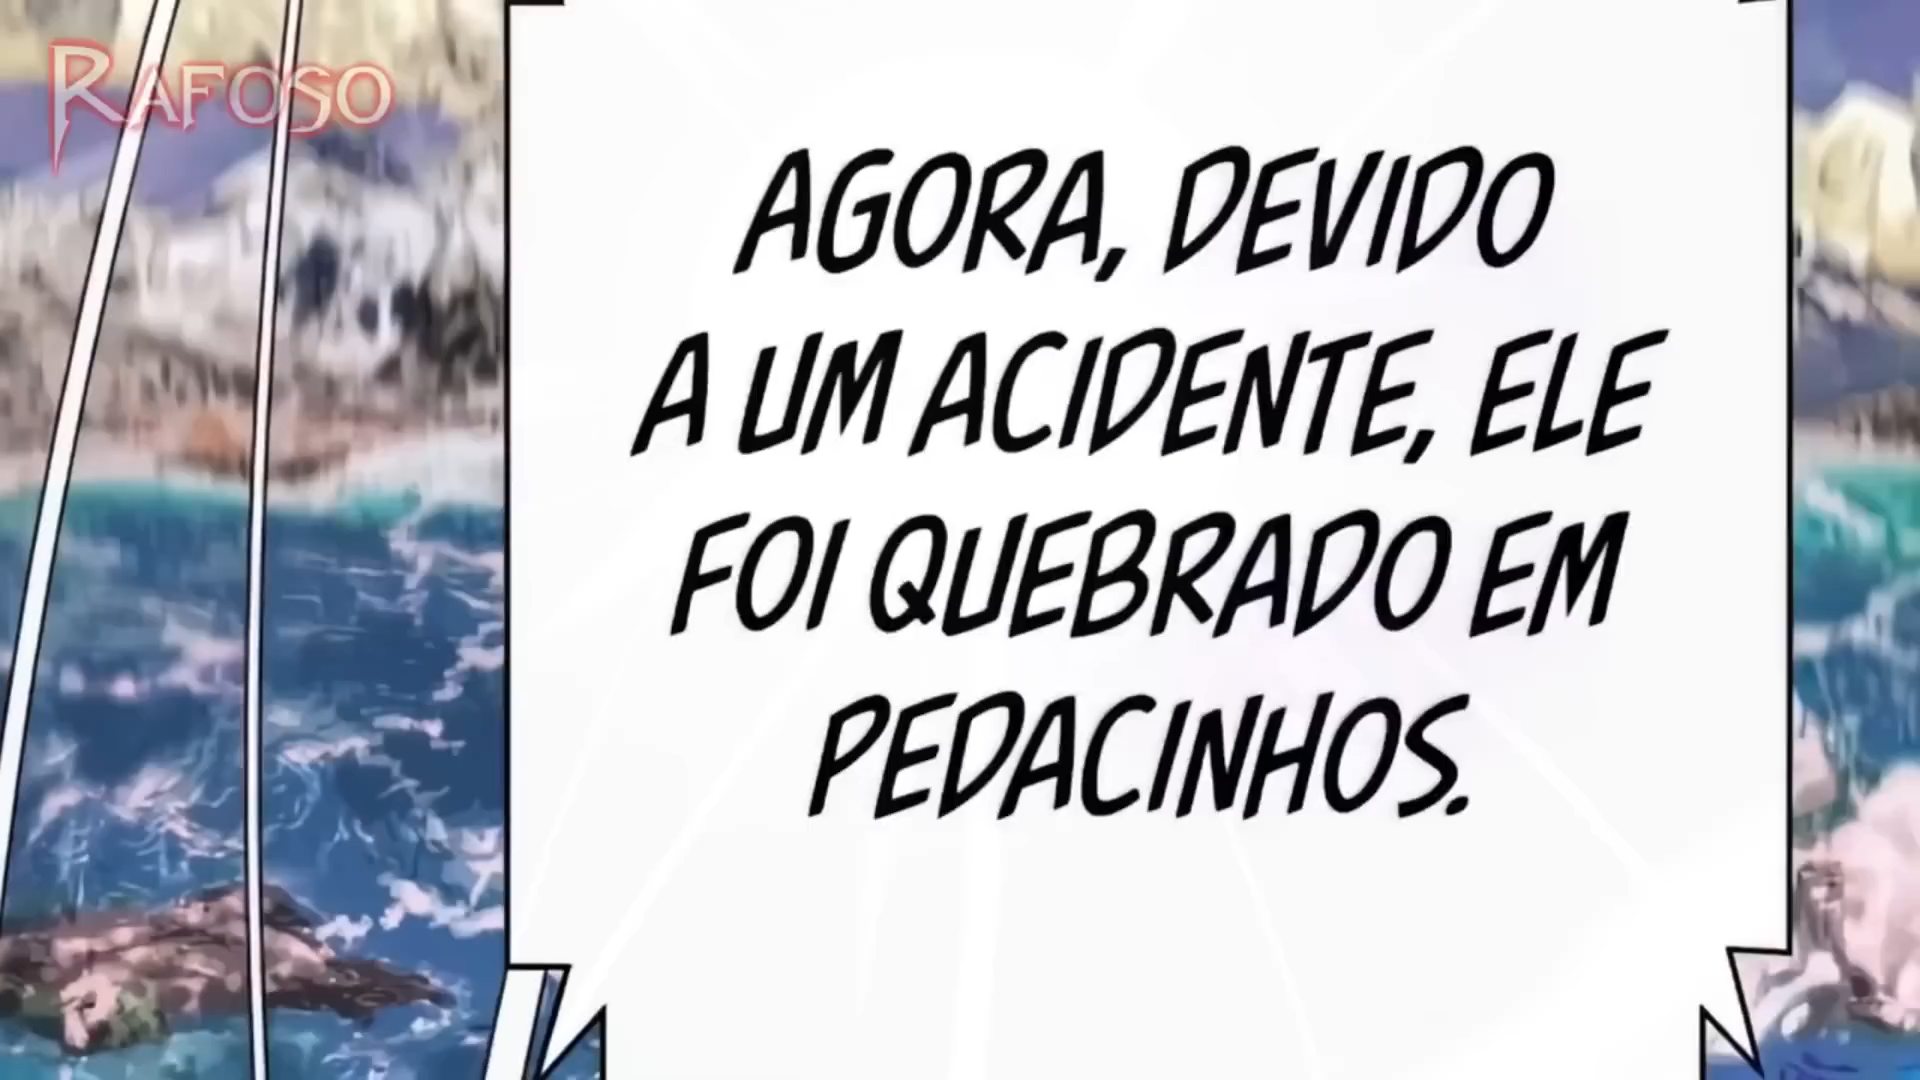 RAFOSO
AGORA, DEVIDO
A UM ACIDENTE, ELE
FOI QUEBRADO EM
PEDACINHOS.